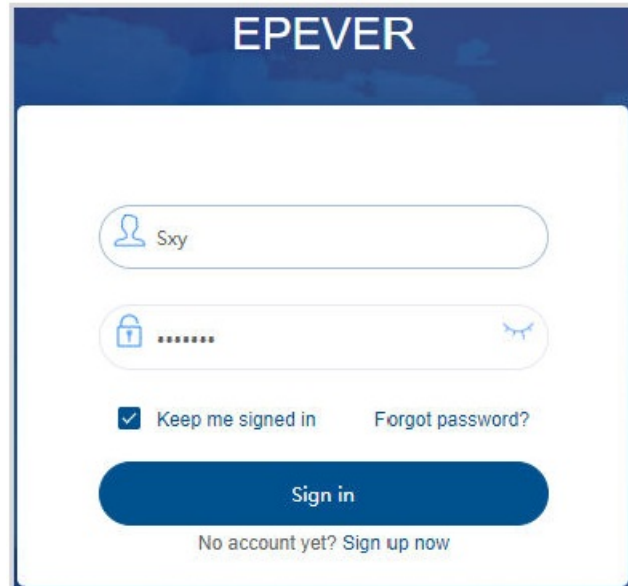 EPEVER
Sxy
•••••••
Keep me signed in Forgot password?
Sign in
No account yet? Sign up now